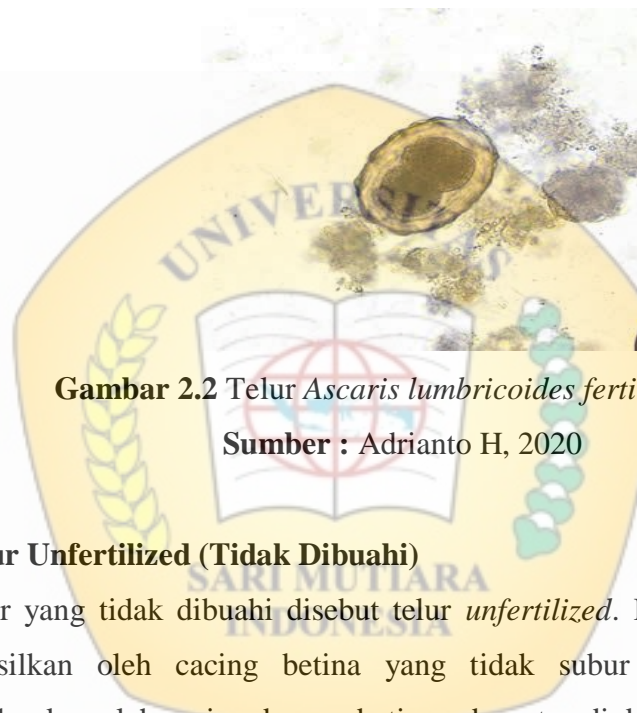 UNIVERSITAS
Gambar 2.2 Telur Ascaris lumbricoides ferti
Sumber : Adrianto H, 2020
ur Unfertilized (Tidak Dibuahi)
SARI MUTIARA
r yang tidak dibuahi disebut telur unfertilized.
INDONESIA
silkan oleh cacing betina yang tidak subur